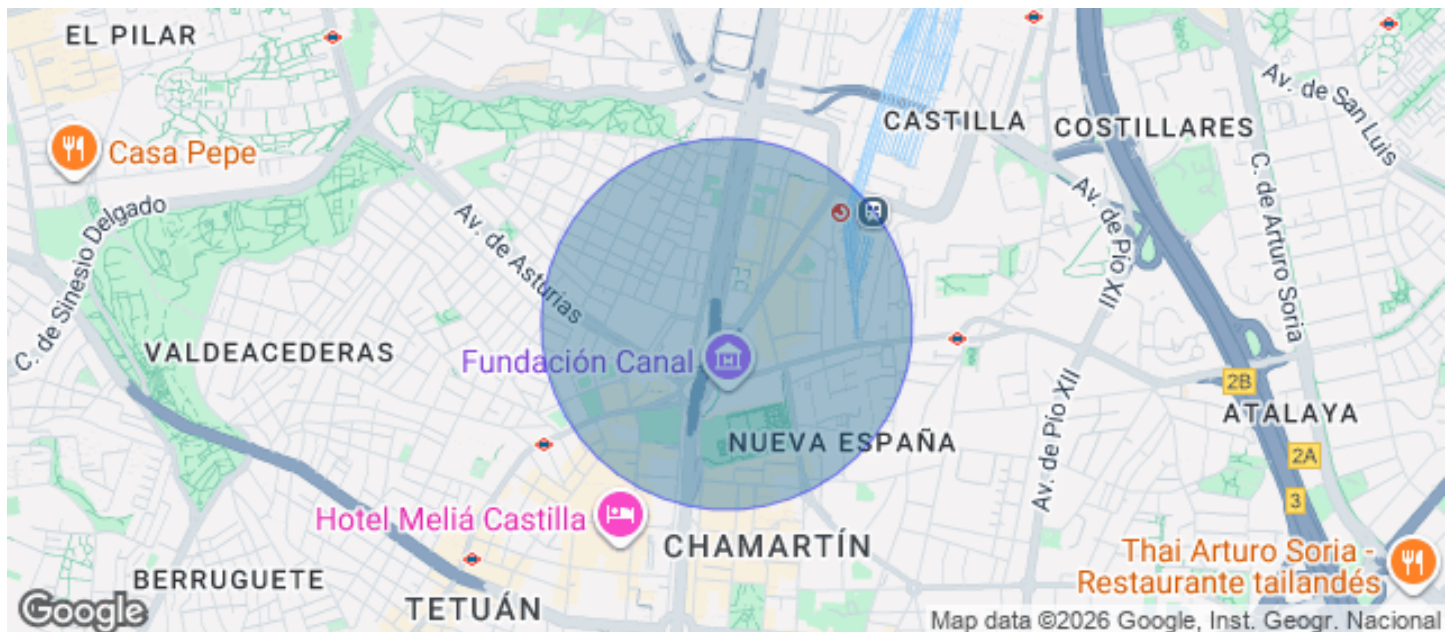 EL PILAR
Casa Pepe
C. de Sinesio Delgado
Av. de Asturias
CASTILLA
COSTILLARES
Av. de San Luis
C. de Arturo Soria
Av. de Pío XII
VALDEACEDERAS
Fundación Canal
2B
ATALAYA
NUEVA ESPAÑA
Av. de Pío XII
2A
3
Hotel Meliá Castilla
CHAMARTÍN
Thai Arturo Soria -
Restaurante tailandés
BERRUGUETE
TETUÁN
Google
Map data ©2026 Google, Inst. Geogr. Nacional